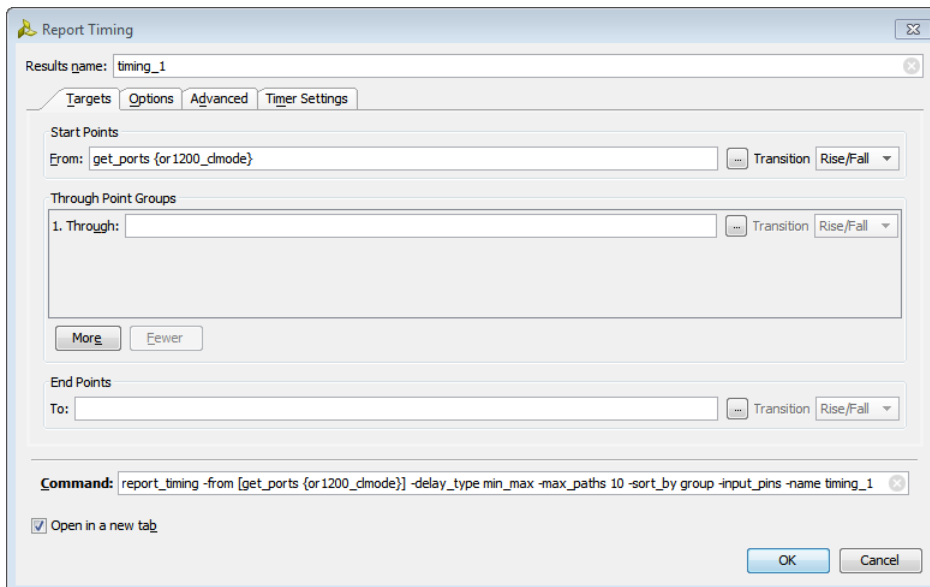 Report Timing
Results name: timing_1
Targets Options Advanced Timer Settings
Start Points
From: get_ports {or1200_clmode} ... Transition Rise/Fall
Through Point Groups
1. Through: ... Transition Rise/Fall
More Fewer
End Points
To: ... Transition Rise/Fall
Command: report_timing -from [get_ports {or1200_clmode}] -delay_type min_max -max_paths 10 -sort_by group -input_pins -name timing_1
Open in a new tab
OK Cancel